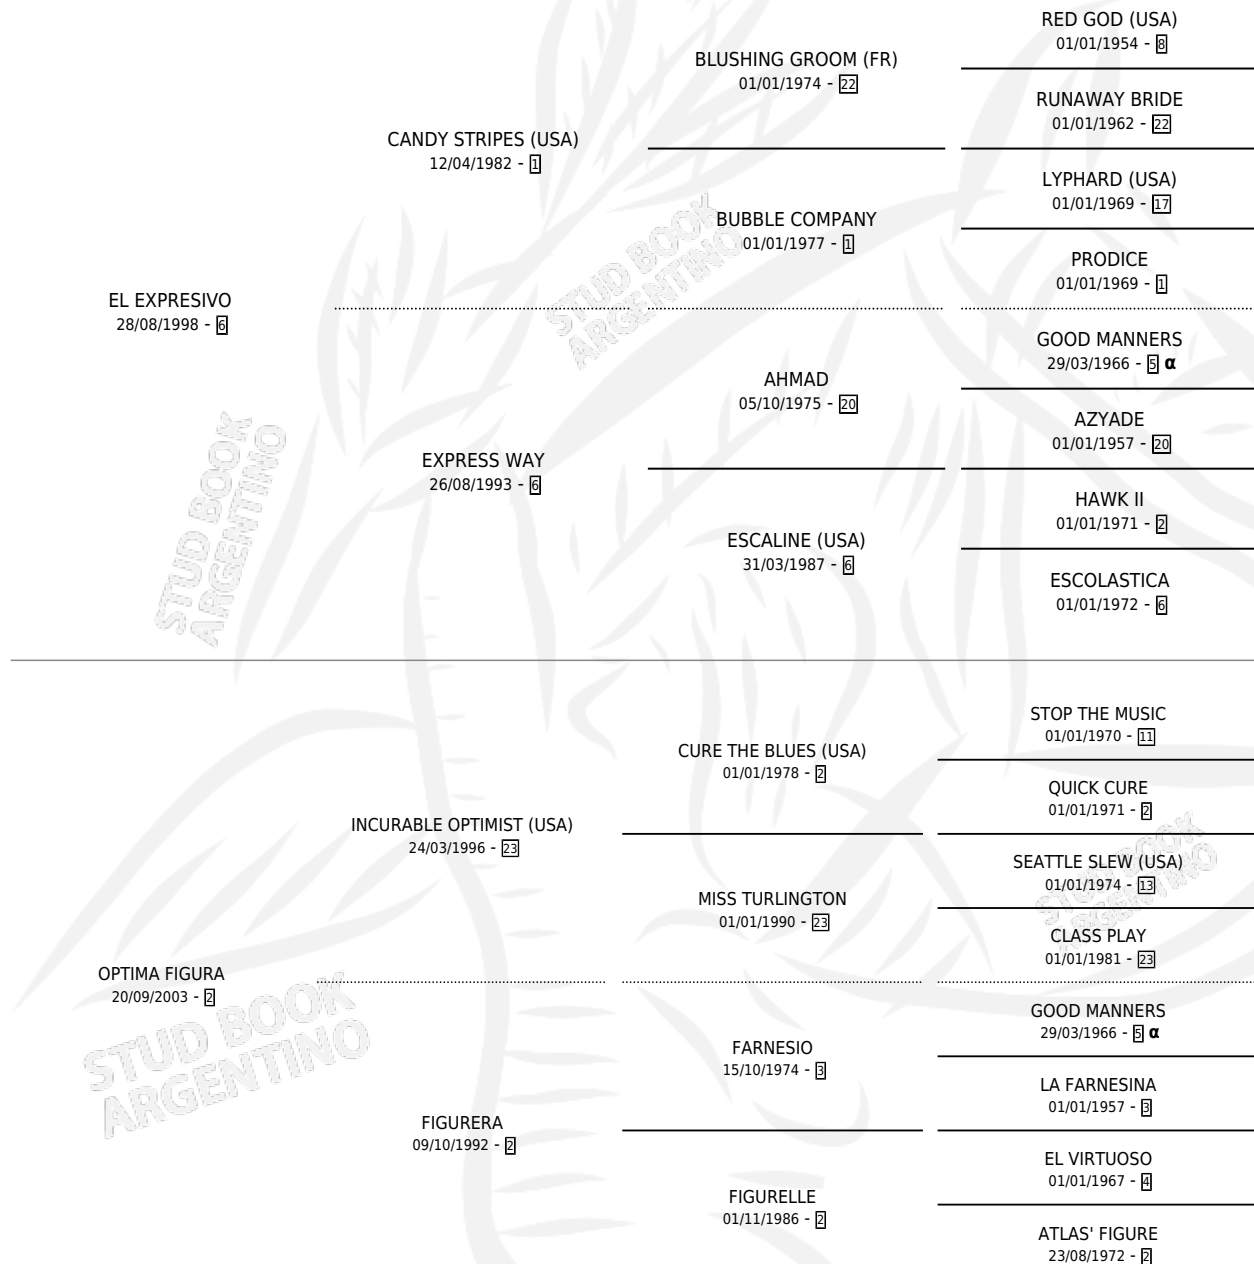 RED GOD (USA)
01/01/1954 - 8
BLUSHING GROOM (FR)
01/01/1974 - 22
RUNAWAY BRIDE
01/01/1962 - 22
CANDY STRIPES (USA)
12/04/1982 - 1
LYPHARD (USA)
01/01/1969 - 17
BUBBLE COMPANY
01/01/1977 - 1
PRODICE
01/01/1969 - 1
EL EXPRESIVO
28/08/1998 - 6
GOOD MANNERS
29/03/1966 - 5 α
AHMAD
05/10/1975 - 20
AZYADE
01/01/1957 - 20
EXPRESS WAY
26/08/1993 - 6
HAWK II
01/01/1971 - 2
ESCALINE (USA)
31/03/1987 - 6
ESCOLASTICA
01/01/1972 - 6
STUD BOOK
ARGENTINO
STUD BOOK
ARGENTINO
STOP THE MUSIC
01/01/1970 - 11
CURE THE BLUES (USA)
01/01/1978 - 2
QUICK CURE
01/01/1971 - 2
INCURABLE OPTIMIST (USA)
24/03/1996 - 23
SEATTLE SLEW (USA)
01/01/1974 - 13
MISS TURLINGTON
01/01/1990 - 23
CLASS PLAY
01/01/1981 - 23
OPTIMA FIGURA
20/09/2003 - 2
GOOD MANNERS
29/03/1966 - 5 α
FARNESIO
15/10/1974 - 3
LA FARNESINA
01/01/1957 - 3
FIGURERA
09/10/1992 - 2
EL VIRTUOSO
01/01/1967 - 4
FIGURELLE
01/11/1986 - 2
ATLAS' FIGURE
23/08/1972 - 2
STUD BOOK
ARGENTINO
STUD BOOK
ARGENTINO